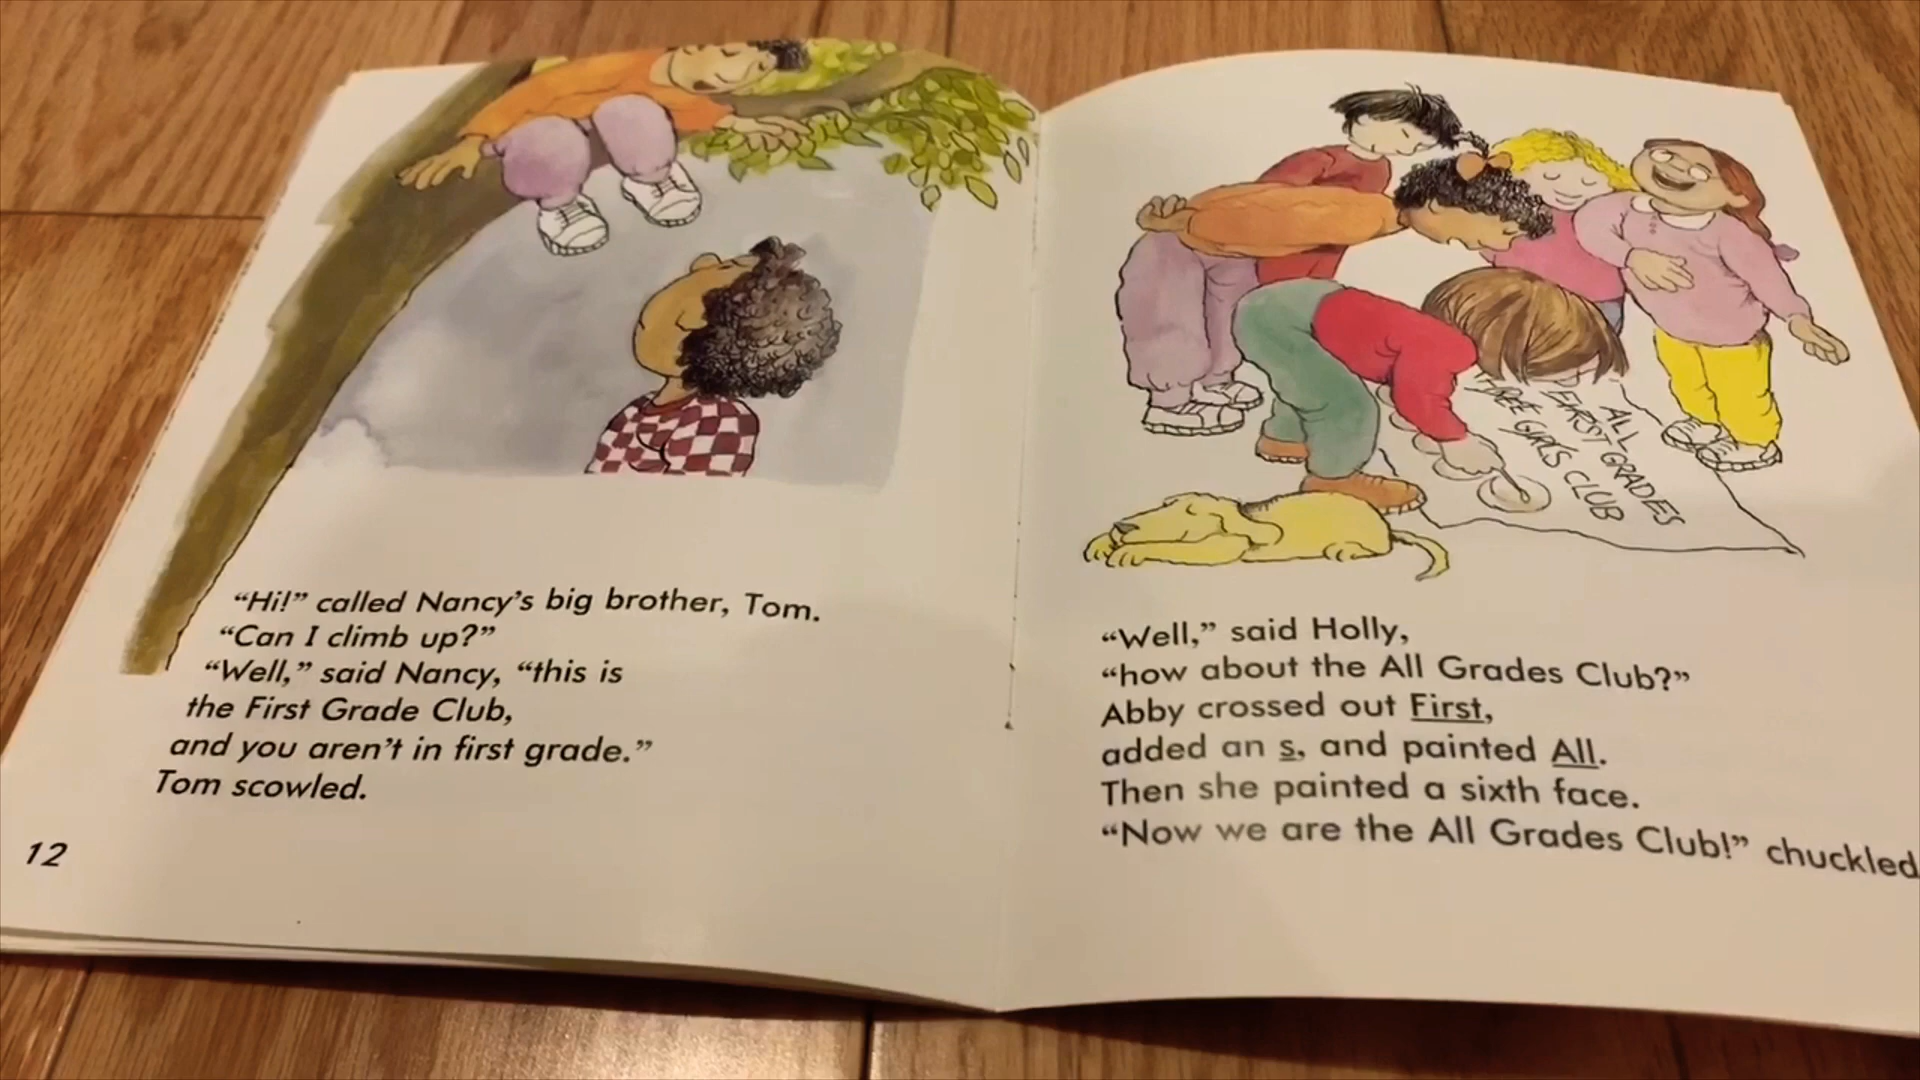 “Hi!” called Nancy’s big brother, Tom.
“Can I climb up?”
“Well,” said Nancy, “this is
the First Grade Club,
and you aren’t in first grade.”
Tom scowled.
12
ALL
FIRST GRADES
TREE GIRLS CLUB
“Well,” said Holly,
“how about the All Grades Club?”
Abby crossed out First,
added an s, and painted All.
Then she painted a sixth face.
“Now we are the All Grades Club!” chuckled